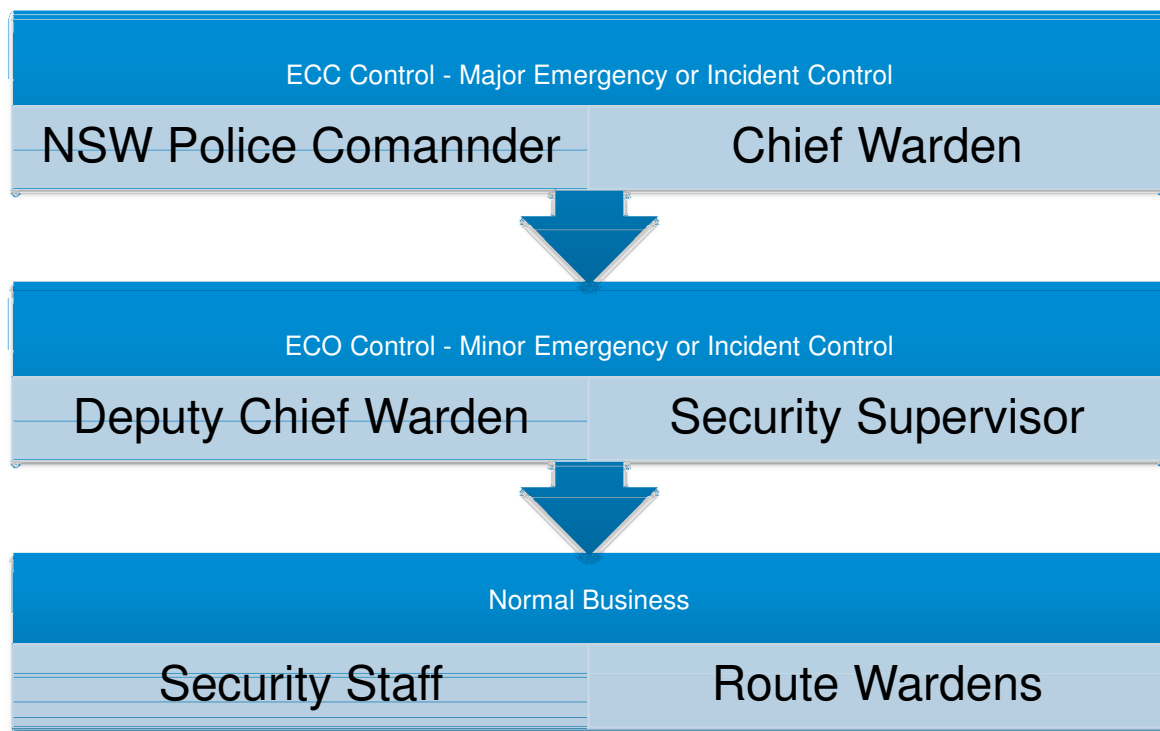 ECC Control - Major Emergency or Incident Control
NSW Police Comannder
Chief Warden
ECO Control - Minor Emergency or Incident Control
Deputy Chief Warden
Security Supervisor
Normal Business
Security Staff
Route Wardens